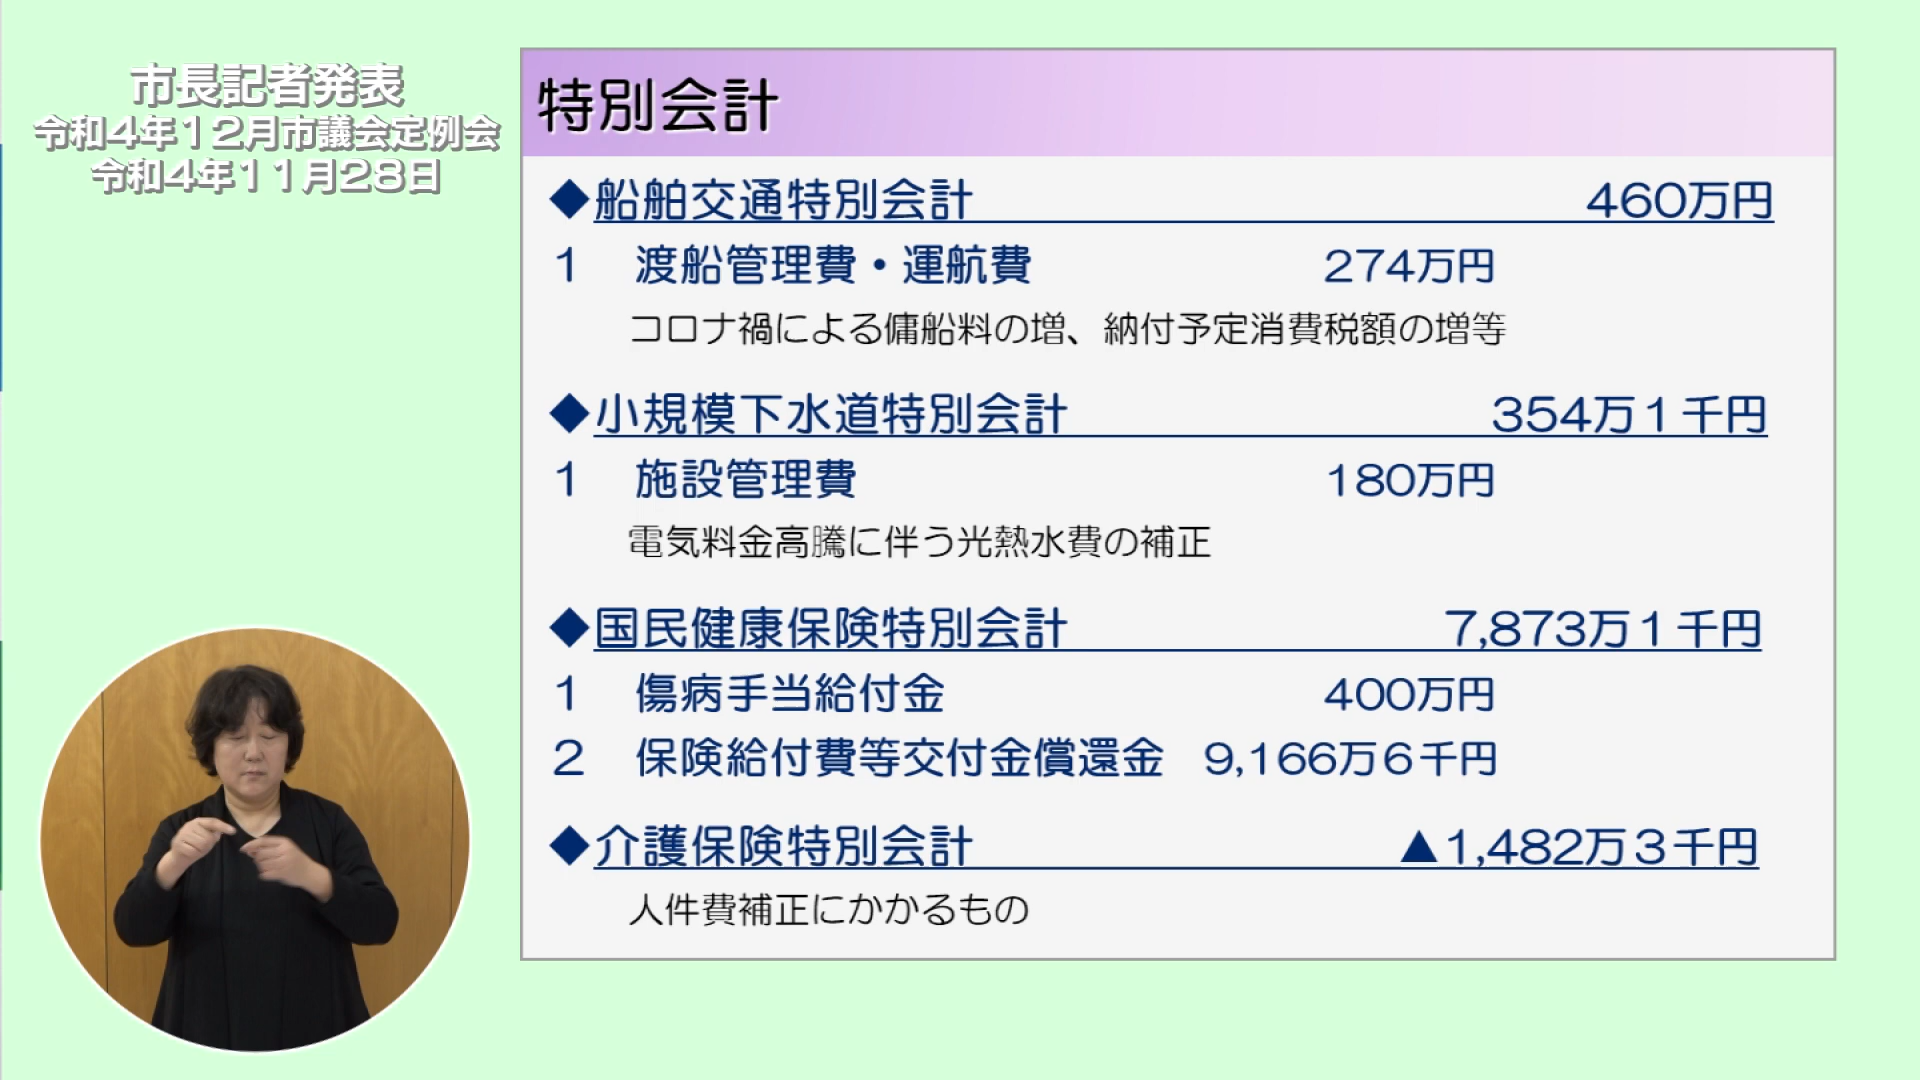 市長記者発表
令和4年12月市議会定例会
令和4年11月28日
特別会計
◆船舶交通特別会計 460万円
1 渡船管理費・運航費 274万円
コロナ禍による傭船料の増、納付予定消費税額の増等
◆小規模下水道特別会計 354万1千円
1 施設管理費 180万円
電気料金高騰に伴う光熱水費の補正
◆国民健康保険特別会計 7,873万1千円
1 傷病手当給付金 400万円
2 保険給付費等交付金償還金 9,166万6千円
◆介護保険特別会計 ▲1,482万3千円
人件費補正にかかるもの